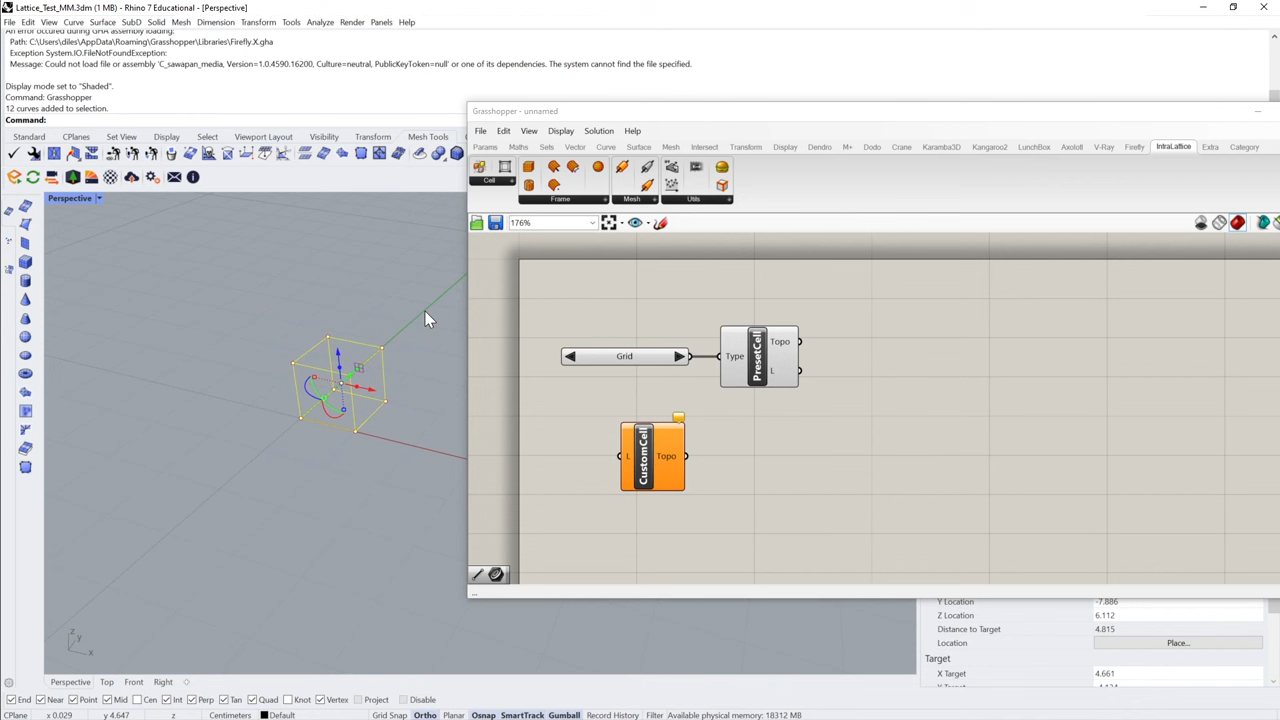 Lattice_Test_MM.3dm (1 MB) - Rhino 7 Educational - [Perspective]
File Edit View Curve Surface SubD Solid Mesh Dimension Transform Tools Analyze Render Panels Help
An error occured during GHA assembly loading:
Path: C:\Users\diles\AppData\Roaming\Grasshopper\Libraries\Firefly.X.gha
Exception System.IO.FileNotFoundException:
Message: Could not load file or assembly 'C_sawapan_media, Version=1.0.4590.16200, Culture=neutral, PublicKeyToken=null' or one of its dependencies. The system cannot find the file specified.
Display mode set to "Shaded".
Command: Grasshopper
12 curves added to selection.
Command:
Standard CPlanes Set View Display Select Viewport Layout Visibility Transform Mesh Tools
Perspective
Grasshopper - unnamed
File Edit View Display Solution Help
Params Maths Sets Vector Curve Surface Mesh Intersect Transform Display Dendro M+ Dodo Crane Karamba3D Kangaroo2 LunchBox Axolotl V-Ray Firefly IntraLattice Extra Category
Cell Frame Mesh Utils
176%
Grid
Type PresetCell Topo
L
L CustomCell Topo
...
z
y
x
Y Location -7.886
Z Location 6.112
Distance to Target 4.815
Location Place...
Target
X Target 4.661
Perspective Top Front Right
End Near Point Mid Cen Int Perp Tan Quad Knot Vertex Project Disable
CPlane x 0.029 y 4.647 z Centimeters Default Grid Snap Ortho Planar Osnap SmartTrack Gumball Record History Filter Available physical memory: 18312 MB